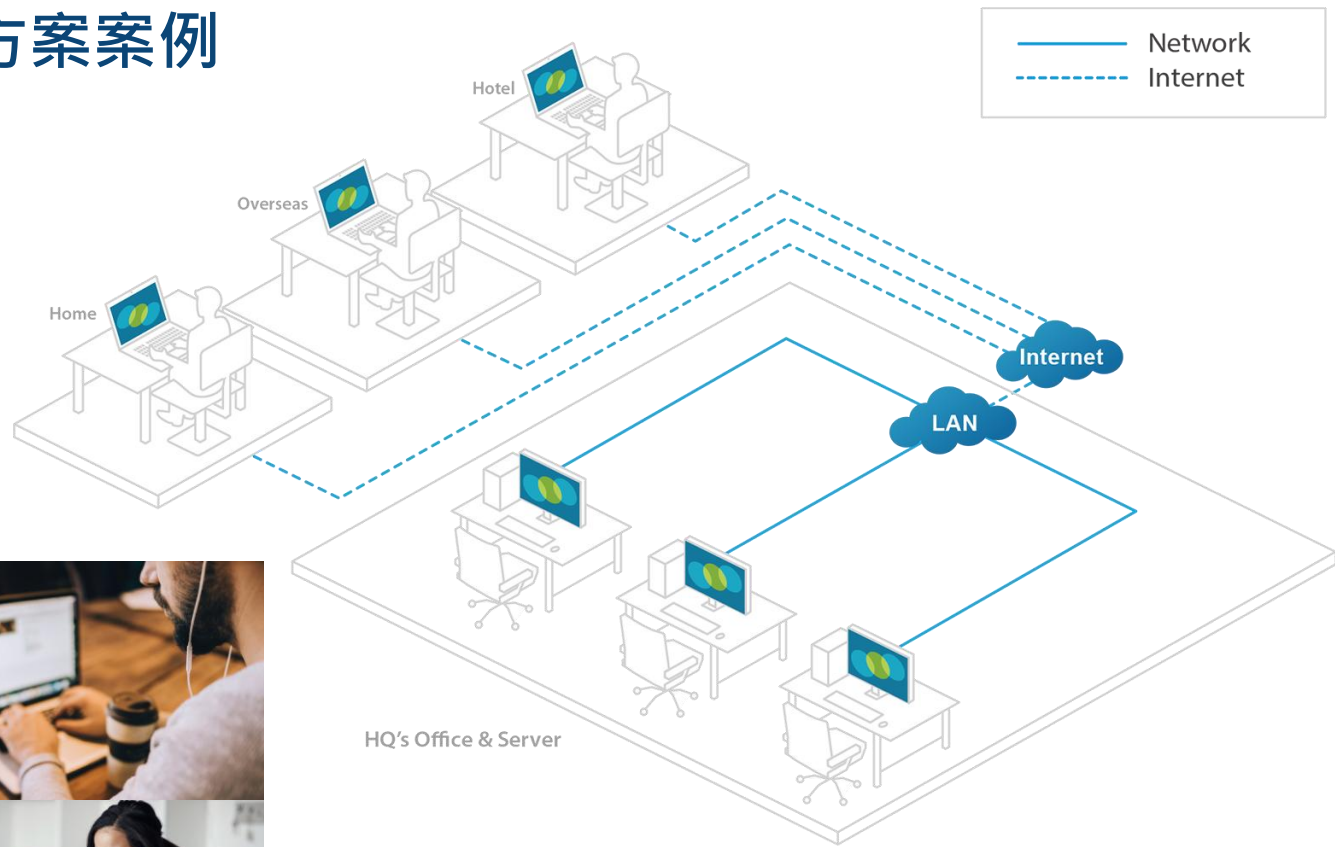 方案案例
Network
Internet
Hotel
Overseas
Home
Internet
LAN
HQ's Office & Server